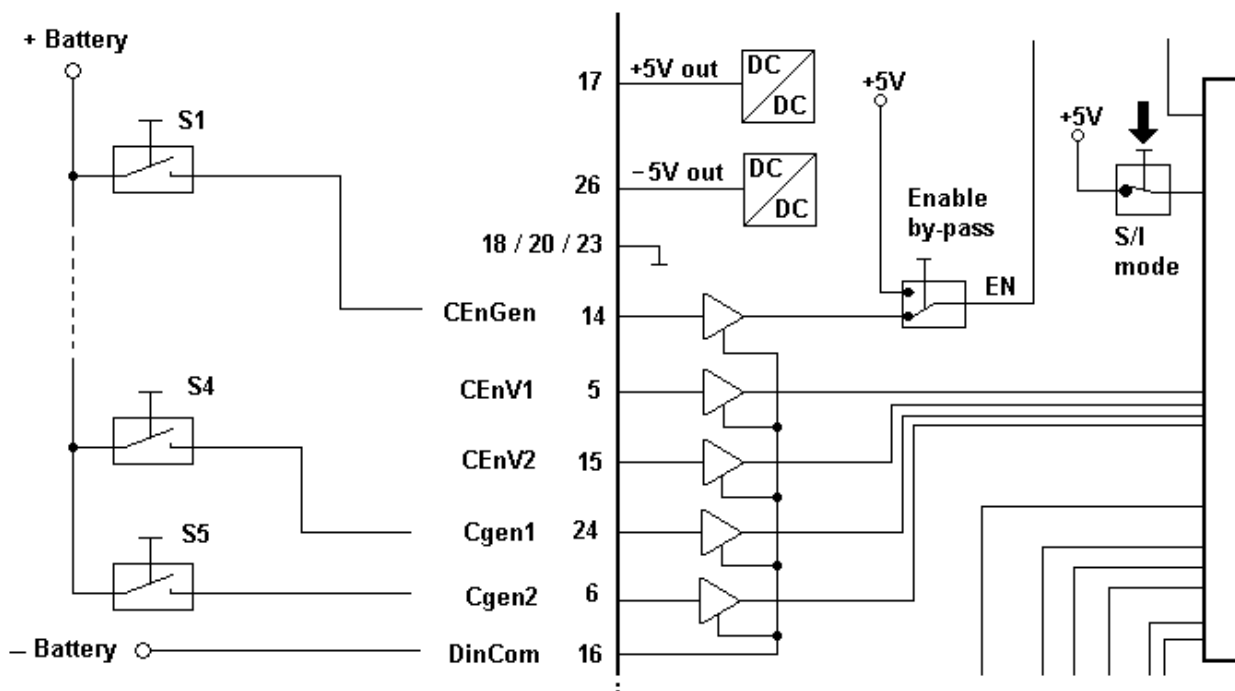 + Battery
S1
17
+5V out
DC
DC
+5V
+5V
26
−5V out
DC
DC
Enable
by-pass
S/I
mode
18 / 20 / 23
EN
CEnGen
14
S4
CEnV1
5
CEnV2
15
S5
Cgen1
24
Cgen2
6
− Battery
DinCom
16